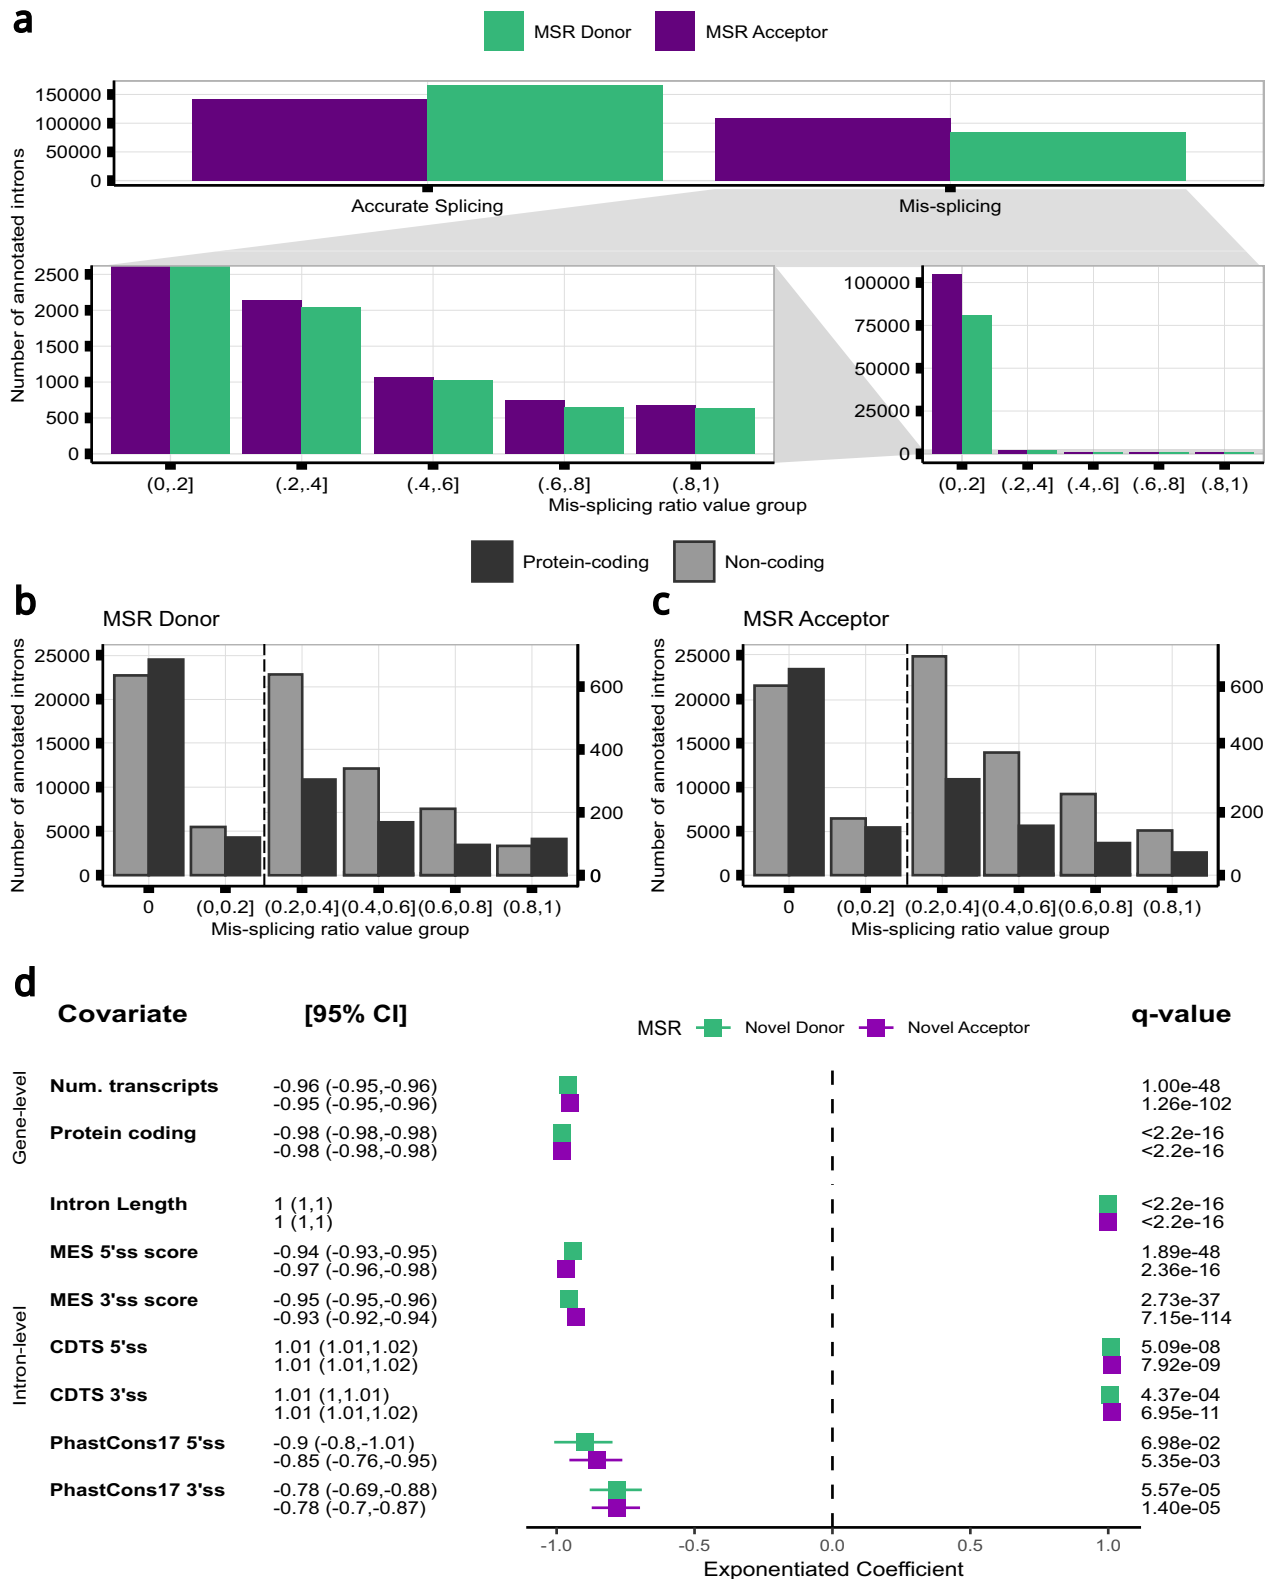 a
MSR Donor
MSR Acceptor
Number of annotated introns
150000
100000
50000
0
Accurate Splicing
Mis-splicing
2500
2000
1500
1000
500
0
(0,.2]
(.2,.4]
(.4,.6]
(.6,.8]
(.8,1)
100000
75000
50000
25000
0
(0,.2]
(.2,.4]
(.4,.6]
(.6,.8]
(.8,1)
Mis-splicing ratio value group
Protein-coding
Non-coding
b
MSR Donor
Number of annotated introns
25000
20000
15000
10000
5000
0
600
400
200
0
0
(0,0.2]
(0.2,0.4]
(0.4,0.6]
(0.6,0.8]
(0.8,1)
Mis-splicing ratio value group
c
MSR Acceptor
Number of annotated introns
25000
20000
15000
10000
5000
0
600
400
200
0
0
(0,0.2]
(0.2,0.4]
(0.4,0.6]
(0.6,0.8]
(0.8,1)
Mis-splicing ratio value group
d
Covariate [95% CI] q-value
MSR Novel Donor Novel Acceptor
Gene-level
Num. transcripts -0.96 (-0.95,-0.96) 1.00e-48
-0.95 (-0.95,-0.96) 1.26e-102
Protein coding -0.98 (-0.98,-0.98) <2.2e-16
-0.98 (-0.98,-0.98) <2.2e-16
Intron-level
Intron Length 1 (1,1) <2.2e-16
1 (1,1) <2.2e-16
MES 5'ss score -0.94 (-0.93,-0.95) 1.89e-48
-0.97 (-0.96,-0.98) 2.36e-16
MES 3'ss score -0.95 (-0.95,-0.96) 2.73e-37
-0.93 (-0.92,-0.94) 7.15e-114
CDTS 5'ss 1.01 (1.01,1.02) 5.09e-08
1.01 (1.01,1.02) 7.92e-09
CDTS 3'ss 1.01 (1,1.01) 4.37e-04
1.01 (1.01,1.02) 6.95e-11
PhastCons17 5'ss -0.9 (-0.8,-1.01) 6.98e-02
-0.85 (-0.76,-0.95) 5.35e-03
PhastCons17 3'ss -0.78 (-0.69,-0.88) 5.57e-05
-0.78 (-0.7,-0.87) 1.40e-05
-1.0 -0.5 0.0 0.5 1.0
Exponentiated Coefficient